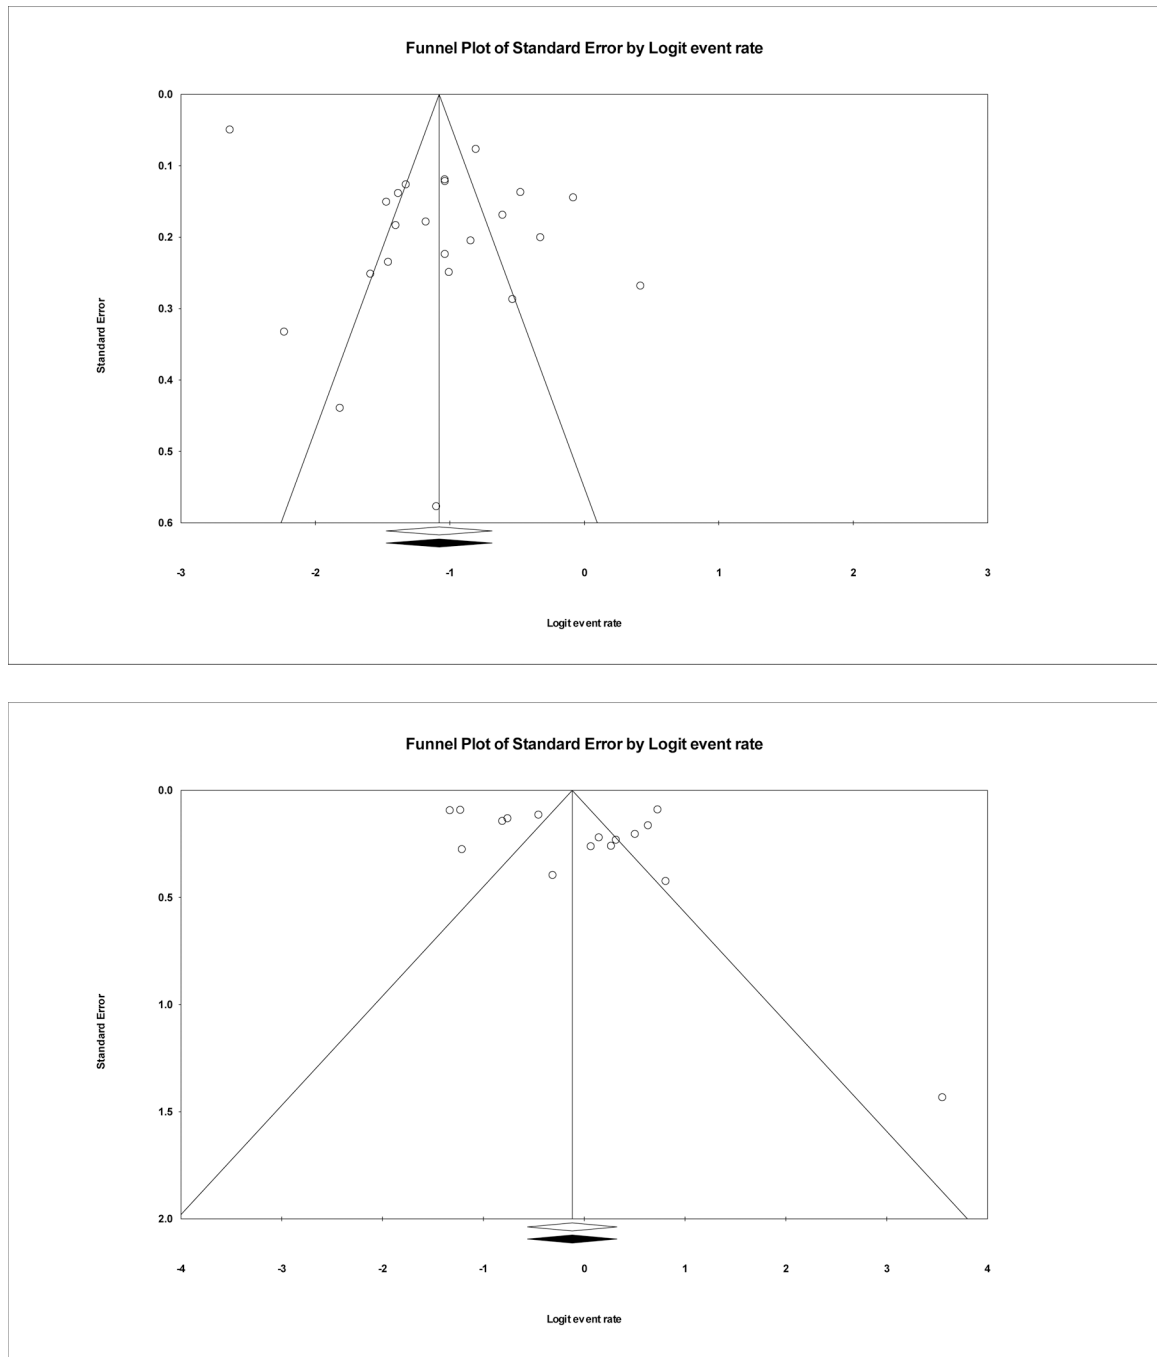 Funnel Plot of Standard Error by Logit event rate
0.0
0.1
0.2
0.3
0.4
0.5
0.6
Standard Error
-3 -2 -1 0 1 2 3
Logit event rate
Funnel Plot of Standard Error by Logit event rate
0.0
0.5
1.0
1.5
2.0
Standard Error
-4 -3 -2 -1 0 1 2 3 4
Logit event rate